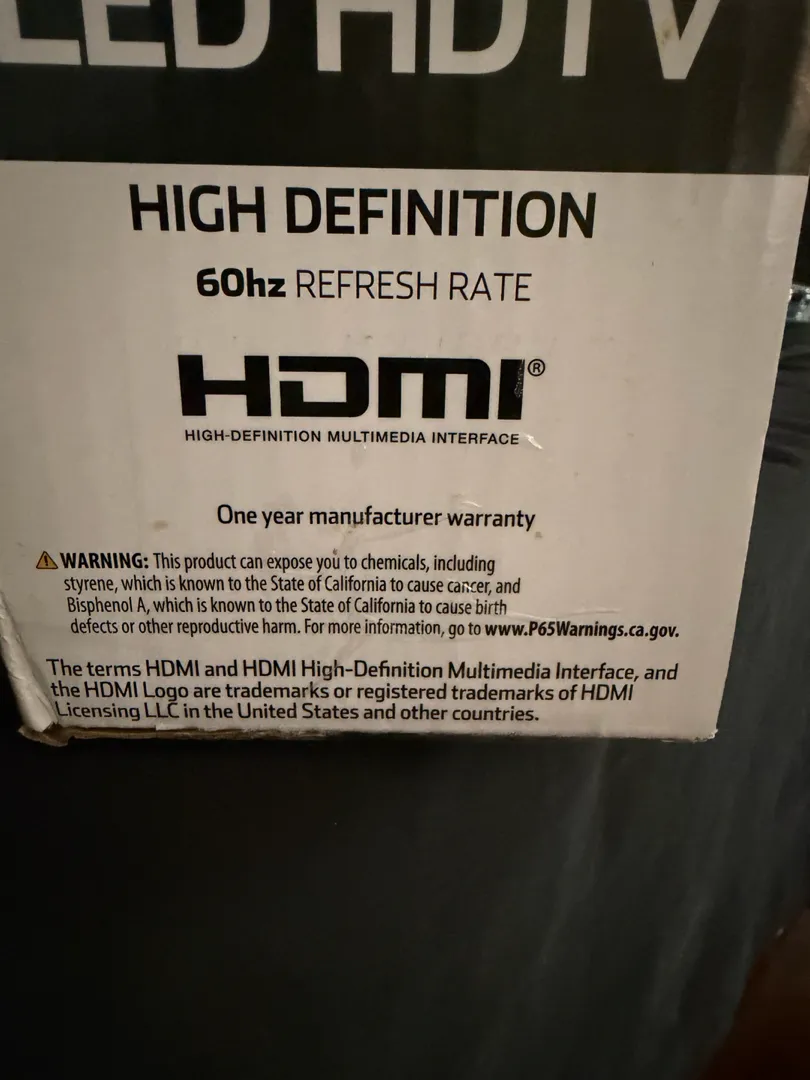 LED HDTV
HIGH DEFINITION
60hz REFRESH RATE
HDMI®
HIGH-DEFINITION MULTIMEDIA INTERFACE
One year manufacturer warranty
WARNING: This product can expose you to chemicals, including
styrene, which is known to the State of California to cause cancer, and
Bisphenol A, which is known to the State of California to cause birth
defects or other reproductive harm. For more information, go to www.P65Warnings.ca.gov.
The terms HDMI and HDMI High-Definition Multimedia Interface, and
the HDMI Logo are trademarks or registered trademarks of HDMI
Licensing LLC in the United States and other countries.